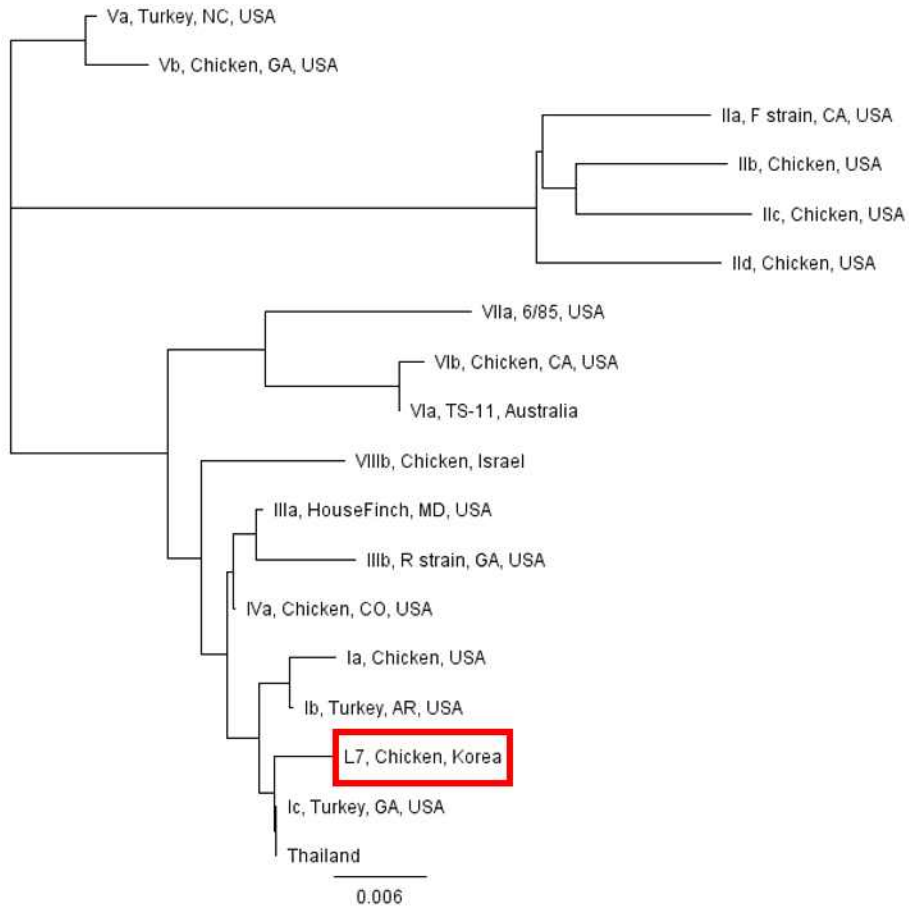 Va, Turkey, NC, USA
Vb, Chicken, GA, USA
IIa, F strain, CA, USA
IIb, Chicken, USA
IIc, Chicken, USA
IId, Chicken, USA
VIIa, 6/85, USA
VIb, Chicken, CA, USA
VIa, TS-11, Australia
VIIIb, Chicken, Israel
IIIa, HouseFinch, MD, USA
IIIb, R strain, GA, USA
IVa, Chicken, CO, USA
Ia, Chicken, USA
Ib, Turkey, AR, USA
L7, Chicken, Korea
Ic, Turkey, GA, USA
Thailand
0.006